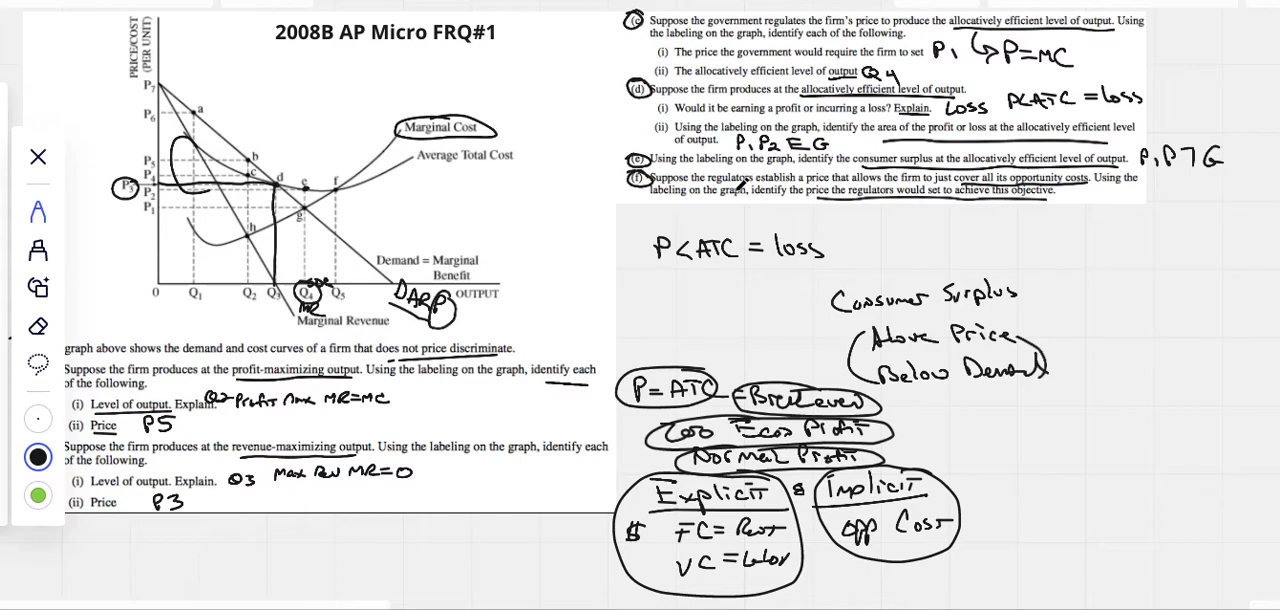 2008B AP Micro FRQ#1
PRICE/COST
(PER UNIT)
P7
P6
P5
P4
P3
P2
P1
a
b
c
d
e
f
g
h
Marginal Cost
Average Total Cost
Demand = Marginal
Benefit
0 Q1 Q2 Q3 Q4 Q5 OUTPUT
DARP
MR
Marginal Revenue
graph above shows the demand and cost curves of a firm that does not price discriminate.
Suppose the firm produces at the profit-maximizing output. Using the labeling on the graph, identify each
of the following.
(i) Level of output. Explain. Q2 Profit Max MR=MC
(ii) Price P5
Suppose the firm produces at the revenue-maximizing output. Using the labeling on the graph, identify each
of the following.
(i) Level of output. Explain. Q3 Max Rev MR=0
(ii) Price P3
(c) Suppose the government regulates the firm's price to produce the allocatively efficient level of output. Using
the labeling on the graph, identify each of the following.
(i) The price the government would require the firm to set P1 ↳ P=MC
(ii) The allocatively efficient level of output Q4
(d) Suppose the firm produces at the allocatively efficient level of output.
(i) Would it be earning a profit or incurring a loss? Explain. Loss P<ATC = loss
(ii) Using the labeling on the graph, identify the area of the profit or loss at the allocatively efficient level
of output. P1 P2 E G
(e) Using the labeling on the graph, identify the consumer surplus at the allocatively efficient level of output. P1 P7 G
(f) Suppose the regulators establish a price that allows the firm to just cover all its opportunity costs. Using the
labeling on the graph, identify the price the regulators would set to achieve this objective.
P<ATC = loss
Consumer Surplus
Above Price
Below Demand
P=ATC = Breakeven
Zero Econ Profit
Normal Profit
Explicit & Implicit
$ FC = Rent
VC = Labor
opp Cost